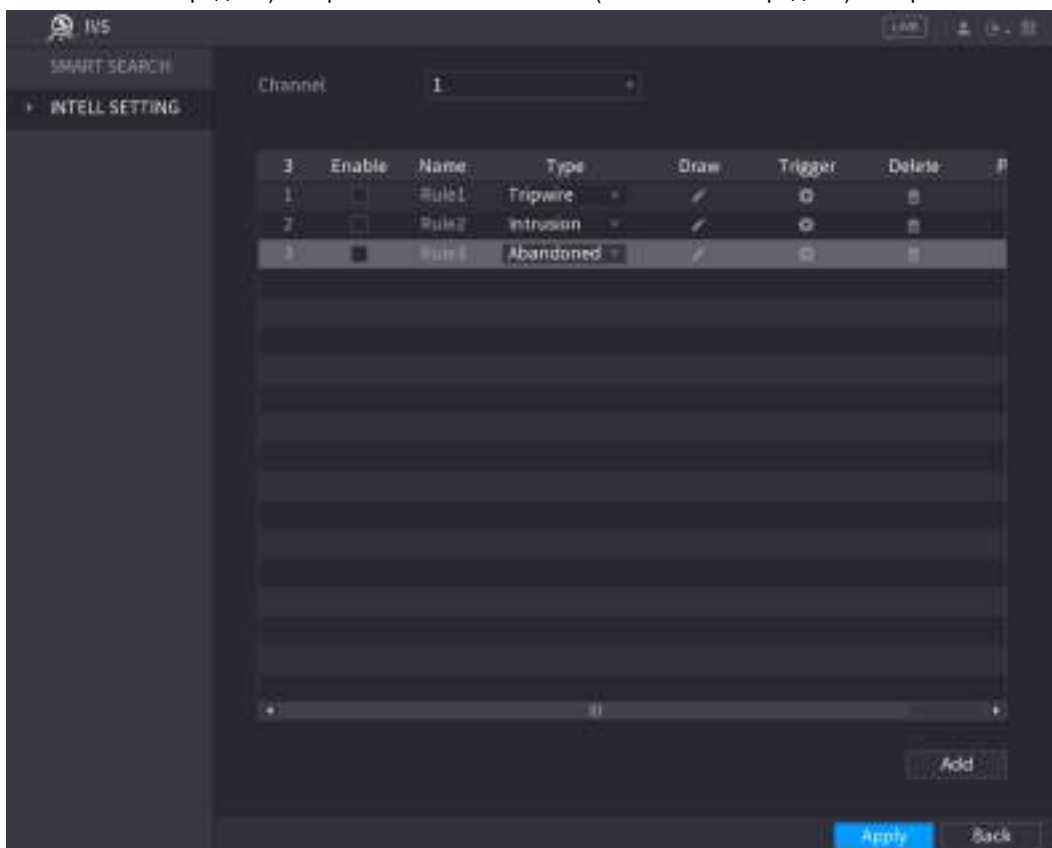 IVS
LIVE
SMART SEARCH
INTELL SETTING
Channel 1
3 Enable Name Type Draw Trigger Delete P
1 Rule1 Tripwire
2 Rule2 Intrusion
3 Rule3 Abandoned
Add
Apply Back